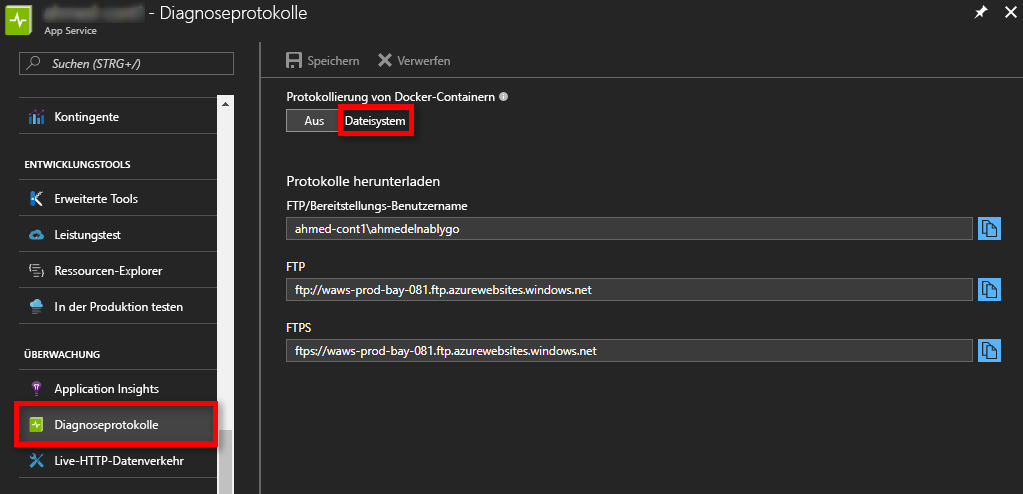 - Diagnoseprotokolle
App Service
Suchen (STRG+/)
Kontingente
ENTWICKLUNGSTOOLS
Erweiterte Tools
Leistungstest
Ressourcen-Explorer
In der Produktion testen
ÜBERWACHUNG
Application Insights
Diagnoseprotokolle
Live-HTTP-Datenverkehr
Speichern
Verwerfen
Protokollierung von Docker-Containern
Aus
Dateisystem
Protokolle herunterladen
FTP/Bereitstellungs-Benutzername
ahmed-cont1\ahmedelnablygo
FTP
ftp://waws-prod-bay-081.ftp.azurewebsites.windows.net
FTPS
ftps://waws-prod-bay-081.ftp.azurewebsites.windows.net